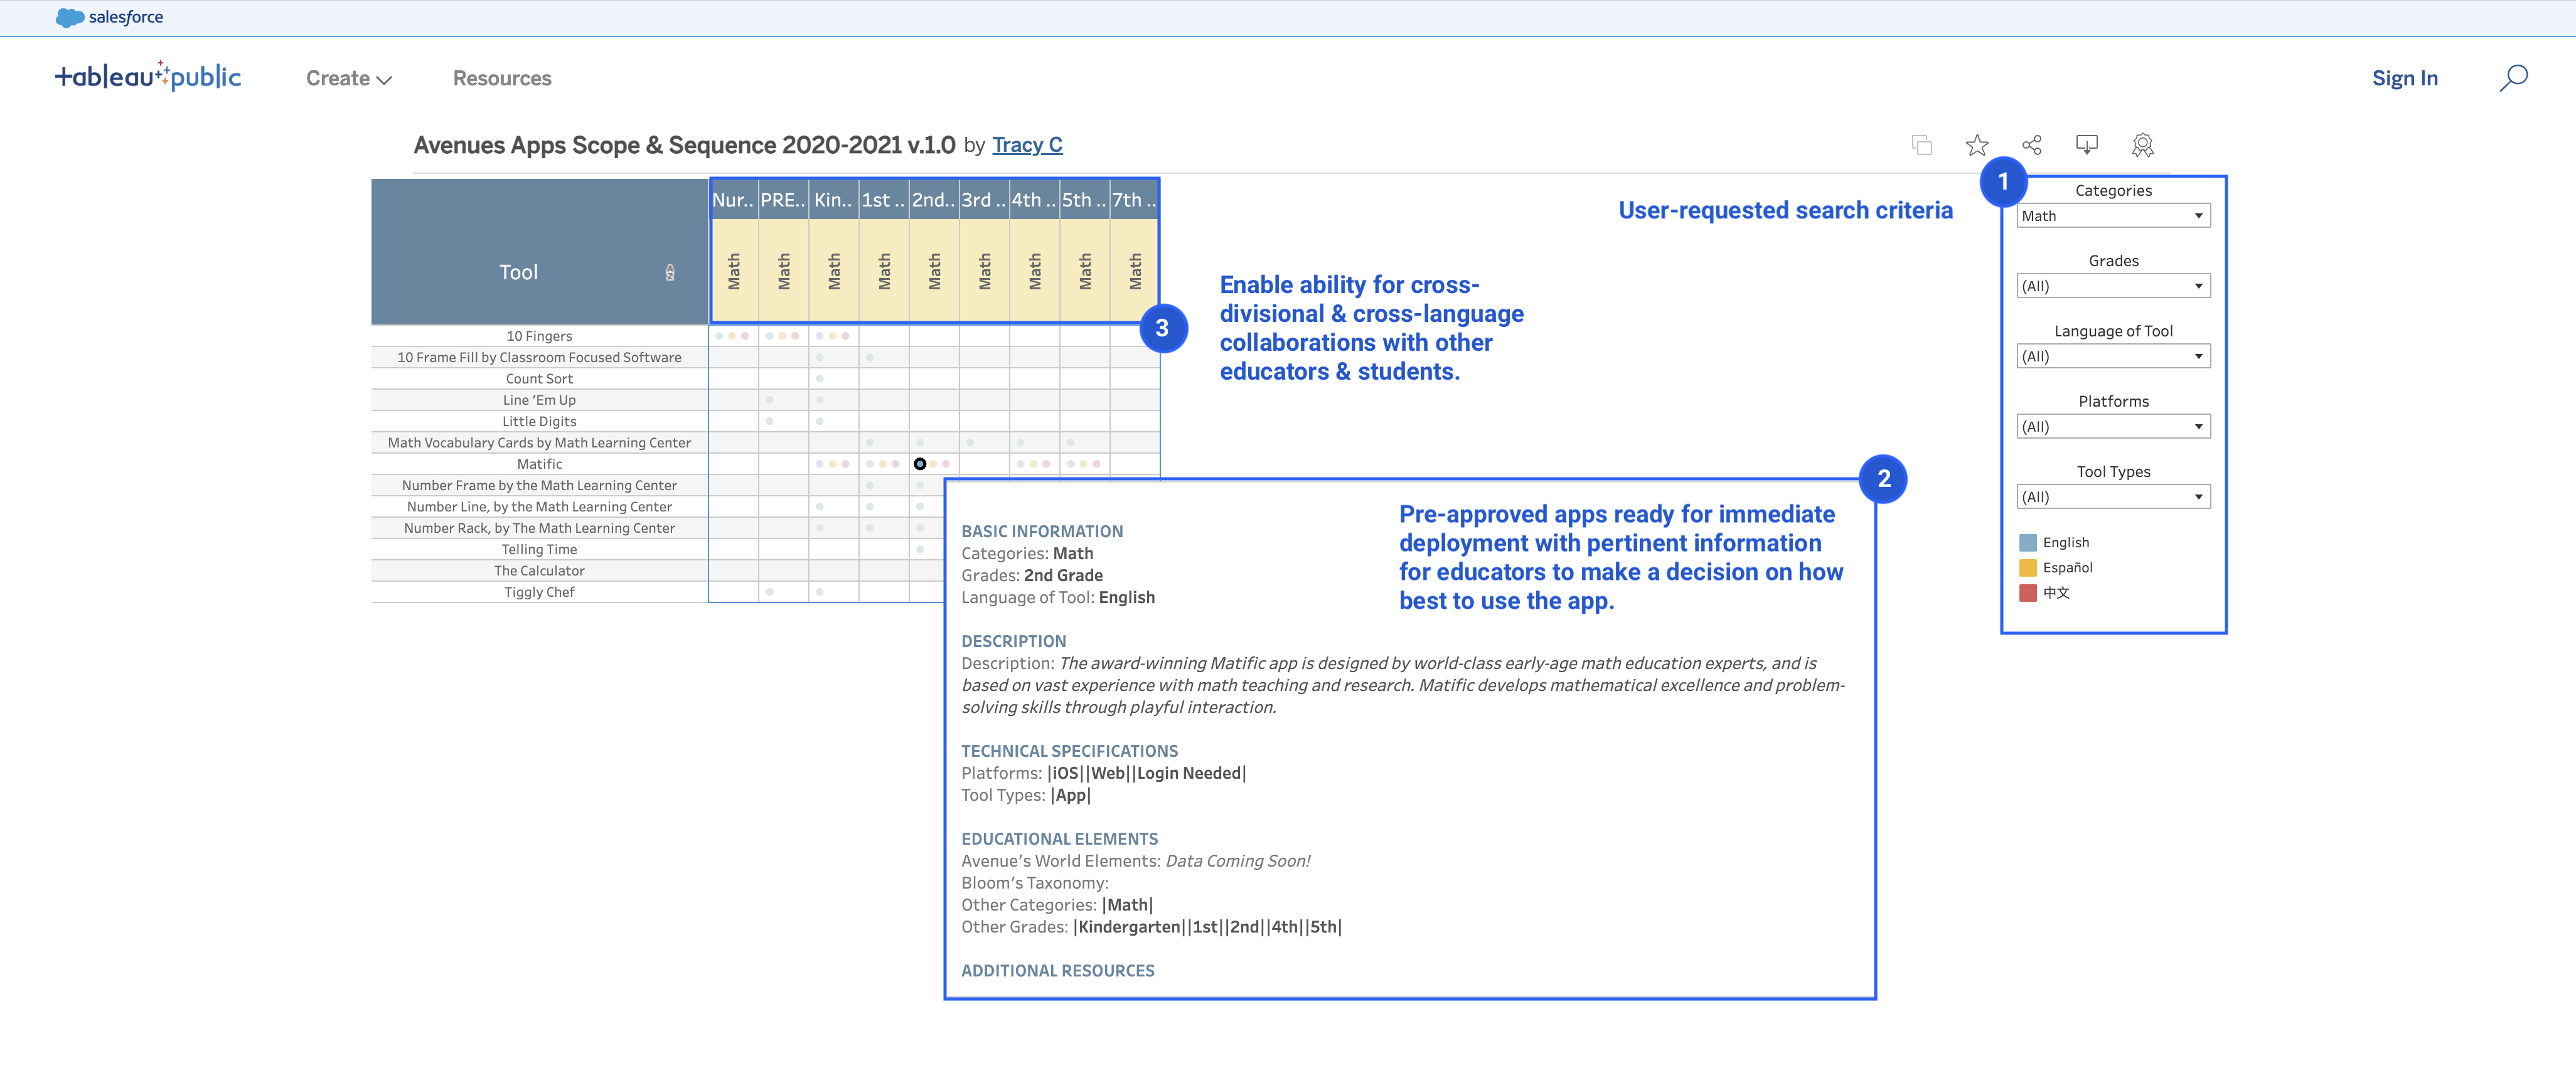 salesforce
+ableau public
Create
Resources
Sign In
Avenues Apps Scope & Sequence 2020-2021 v.1.0 by Tracy C
Tool
Nur..
PRE..
Kin..
1st ..
2nd..
3rd ..
4th ..
5th ..
7th ..
Math
Math
Math
Math
Math
Math
Math
Math
Math
10 Fingers
10 Frame Fill by Classroom Focused Software
Count Sort
Line ’Em Up
Little Digits
Math Vocabulary Cards by Math Learning Center
Matific
Number Frame by the Math Learning Center
Number Line, by the Math Learning Center
Number Rack, by The Math Learning Center
Telling Time
The Calculator
Tiggly Chef
3
Enable ability for cross-
divisional & cross-language
collaborations with other
educators & students.
User-requested search criteria
1
Categories
Math
Grades
(All)
Language of Tool
(All)
Platforms
(All)
Tool Types
(All)
English
Español
中文
2
Pre-approved apps ready for immediate
deployment with pertinent information
for educators to make a decision on how
best to use the app.
BASIC INFORMATION
Categories: Math
Grades: 2nd Grade
Language of Tool: English
DESCRIPTION
Description: The award-winning Matific app is designed by world-class early-age math education experts, and is
based on vast experience with math teaching and research. Matific develops mathematical excellence and problem-
solving skills through playful interaction.
TECHNICAL SPECIFICATIONS
Platforms: |iOS||Web||Login Needed|
Tool Types: |App|
EDUCATIONAL ELEMENTS
Avenue’s World Elements: Data Coming Soon!
Bloom’s Taxonomy:
Other Categories: |Math|
Other Grades: |Kindergarten||1st||2nd||4th||5th|
ADDITIONAL RESOURCES